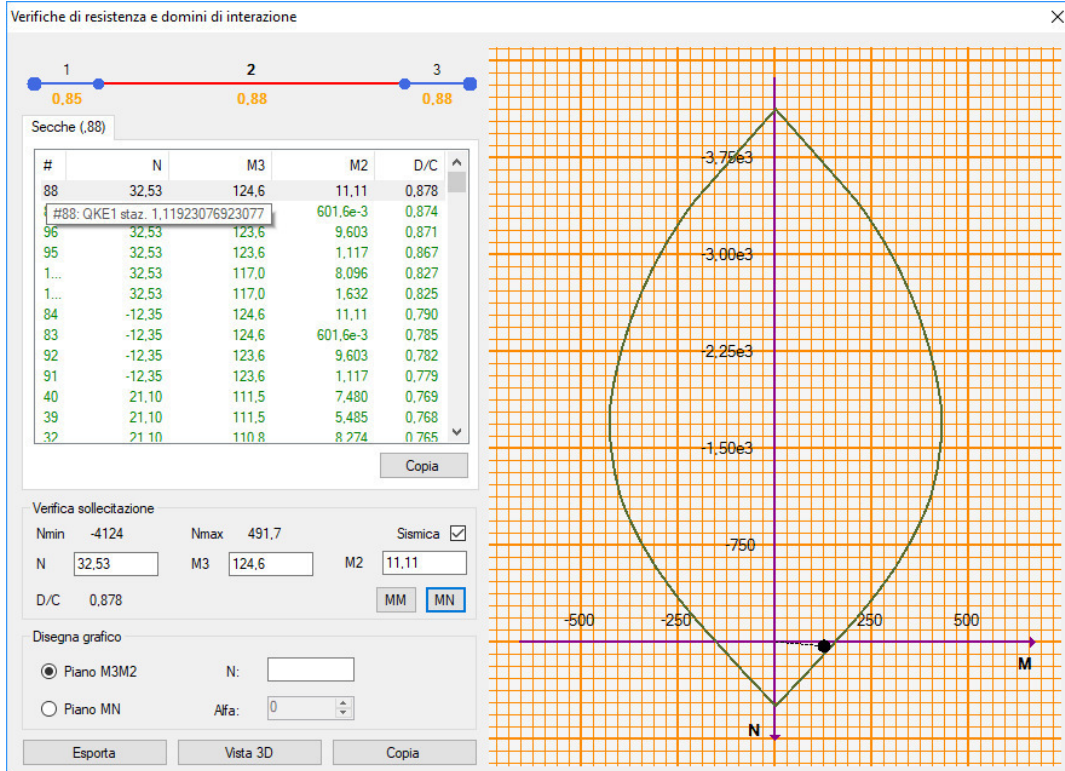 Verifiche di resistenza e domini di interazione
1 2 3
0,85 0,88 0,88
Secche (,88)
# N M3 M2 D/C
88 32,53 124,6 11,11 0,878
#88: QKE1 staz. 1,11923076923077 601,6e-3 0,874
96 32,53 123,6 9,603 0,871
95 32,53 123,6 1,117 0,867
1... 32,53 117,0 8,096 0,827
1... 32,53 117,0 1,632 0,825
84 -12,35 124,6 11,11 0,790
83 -12,35 124,6 601,6e-3 0,785
92 -12,35 123,6 9,603 0,782
91 -12,35 123,6 1,117 0,779
40 21,10 111,5 7,480 0,769
39 21,10 111,5 5,485 0,768
32 21,10 110,8 8,274 0,765
Copia
Verifica sollecitazione
Nmin -4124 Nmax 491,7 Sismica
N 32,53 M3 124,6 M2 11,11
D/C 0,878 MM MN
Disegna grafico
Piano M3M2 N:
Piano MN Alfa: 0
Esporta Vista 3D Copia
-3,75e3
-3,00e3
-2,25e3
-1,50e3
-750
-500 -250 250 500
M
N